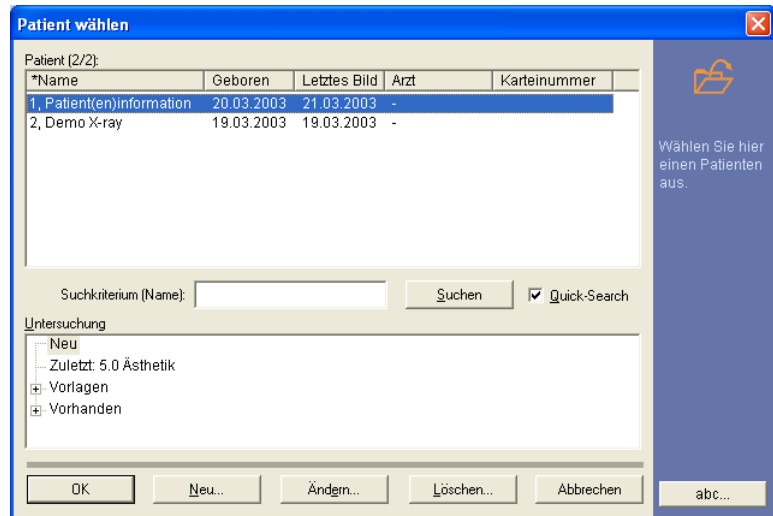 Patient wählen
Patient (2/2):
*Name Geboren Letztes Bild Arzt Karteinummer
1, Patient(en)information 20.03.2003 21.03.2003 -
2, Demo X-ray 19.03.2003 19.03.2003 -
Wählen Sie hier
einen Patienten
aus.
Suchkriterium (Name): Suchen Quick-Search
Untersuchung
Neu
Zuletzt: 5.0 Ästhetik
Vorlagen
Vorhanden
OK Neu... Ändern... Löschen... Abbrechen abc...